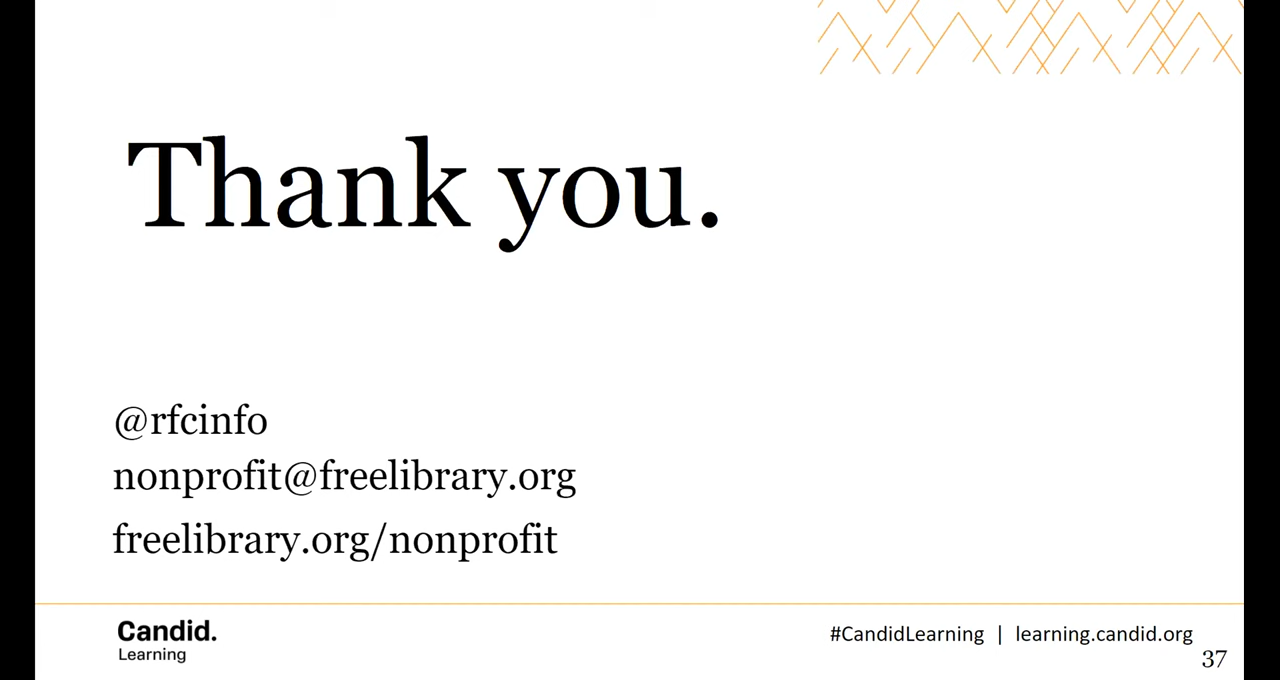 Thank you.
@rfcinfo
nonprofit@freelibrary.org
freelibrary.org/nonprofit
Candid.
Learning
#CandidLearning | learning.candid.org
37